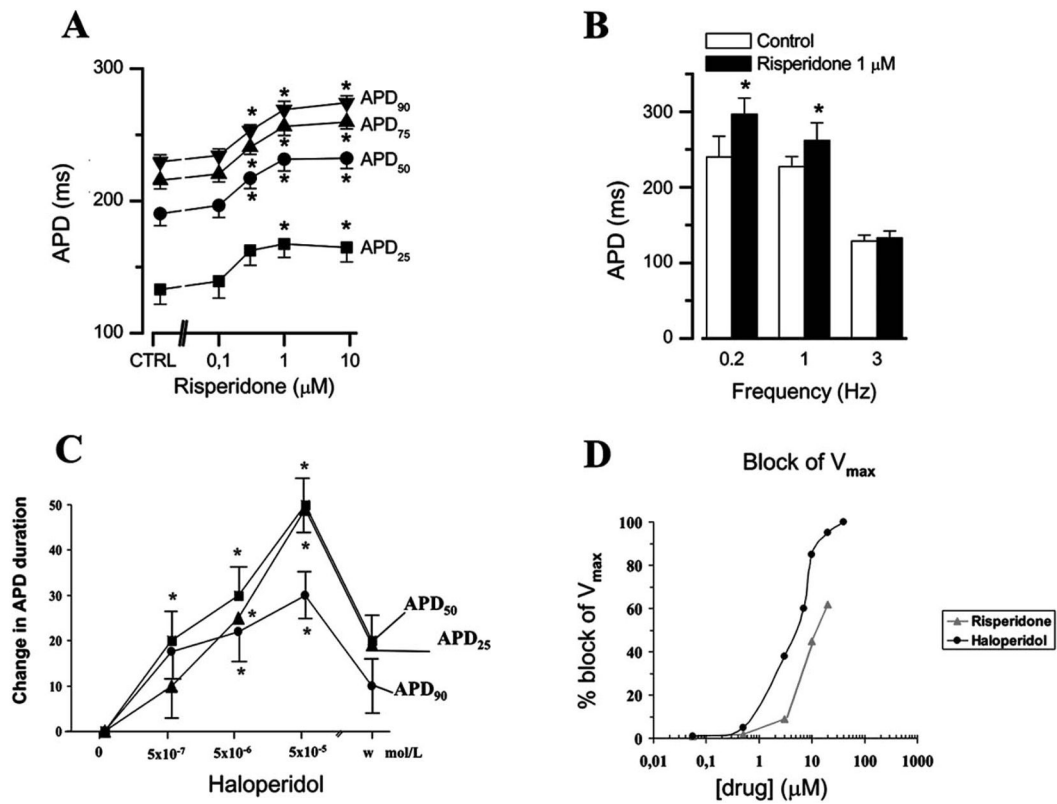 A
300
200
100
APD (ms)
* * *
APD90
APD75
APD50
APD25
CTRL 0,1 1 10
Risperidone (μM)
B
Control
Risperidone 1 μM
300
200
100
0
APD (ms)
* *
0.2 1 3
Frequency (Hz)
C
50
40
30
20
10
0
Change in APD duration
APD50
APD25
APD90
0 5x10-7 5x10-6 5x10-5 w mol/L
Haloperidol
D
Block of Vmax
100
80
60
40
20
0
% block of Vmax
0,01 0,1 1 10 100 1000
[drug] (μM)
Risperidone
Haloperidol